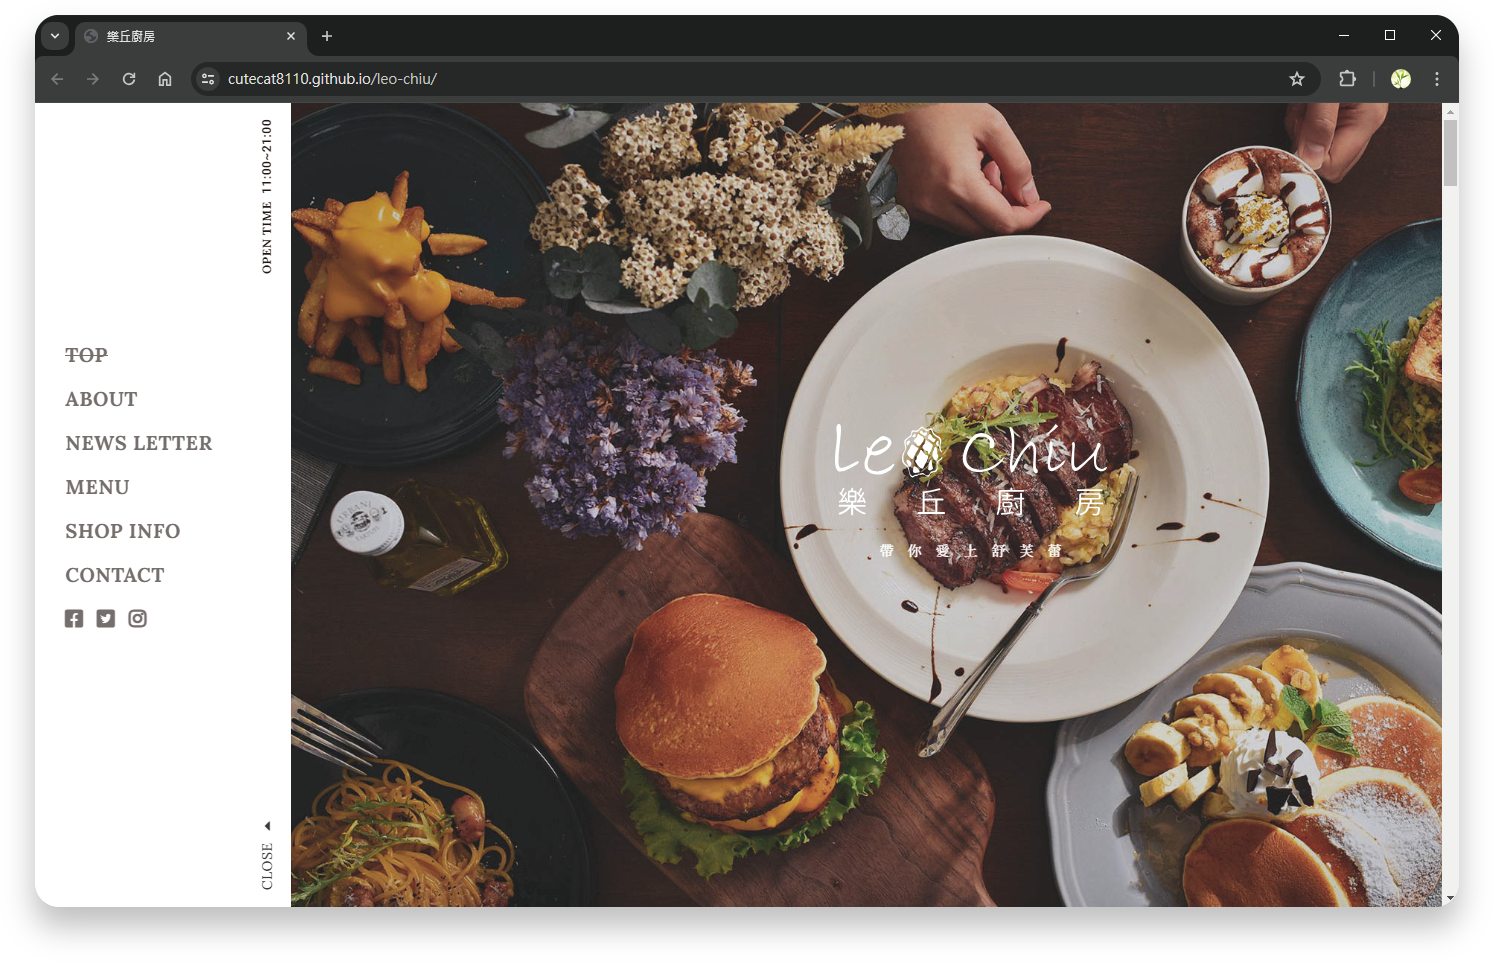 樂丘廚房
cutecat8110.github.io/leo-chiu/
OPEN TIME 11:00~21:00
TOP
ABOUT
NEWS LETTER
MENU
SHOP INFO
CONTACT
CLOSE
Leo Chiu
樂丘廚房
帶你愛上舒芙蕾